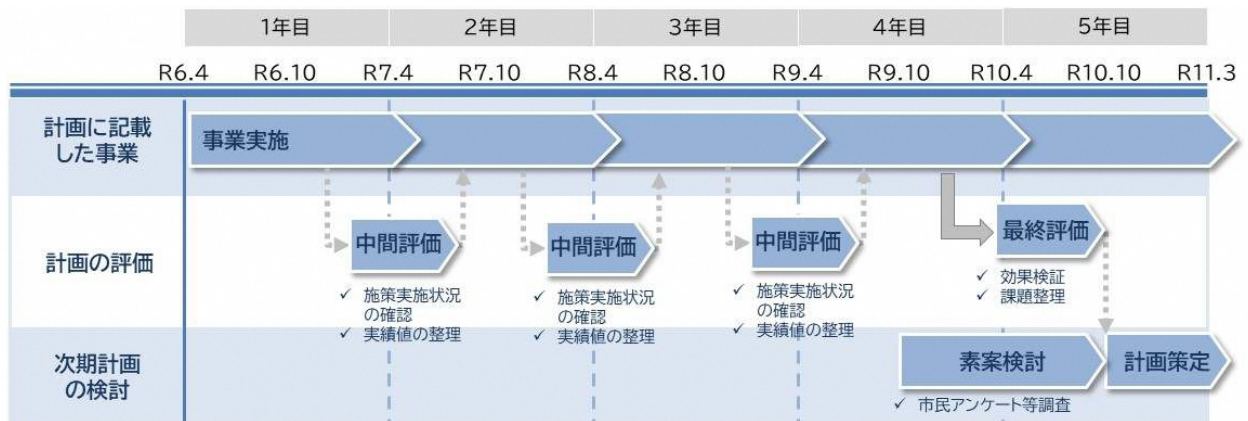 1年目 2年目 3年目 4年目 5年目
R6.4 R6.10 R7.4 R7.10 R8.4 R8.10 R9.4 R9.10 R10.4 R10.10 R11.3
計画に記載
した事業
事業実施
計画の評価
中間評価
✓ 施策実施状況
の確認
✓ 実績値の整理
中間評価
✓ 施策実施状況
の確認
✓ 実績値の整理
中間評価
✓ 施策実施状況
の確認
✓ 実績値の整理
最終評価
✓ 効果検証
✓ 課題整理
次期計画
の検討
素案検討
✓ 市民アンケート等調査
計画策定